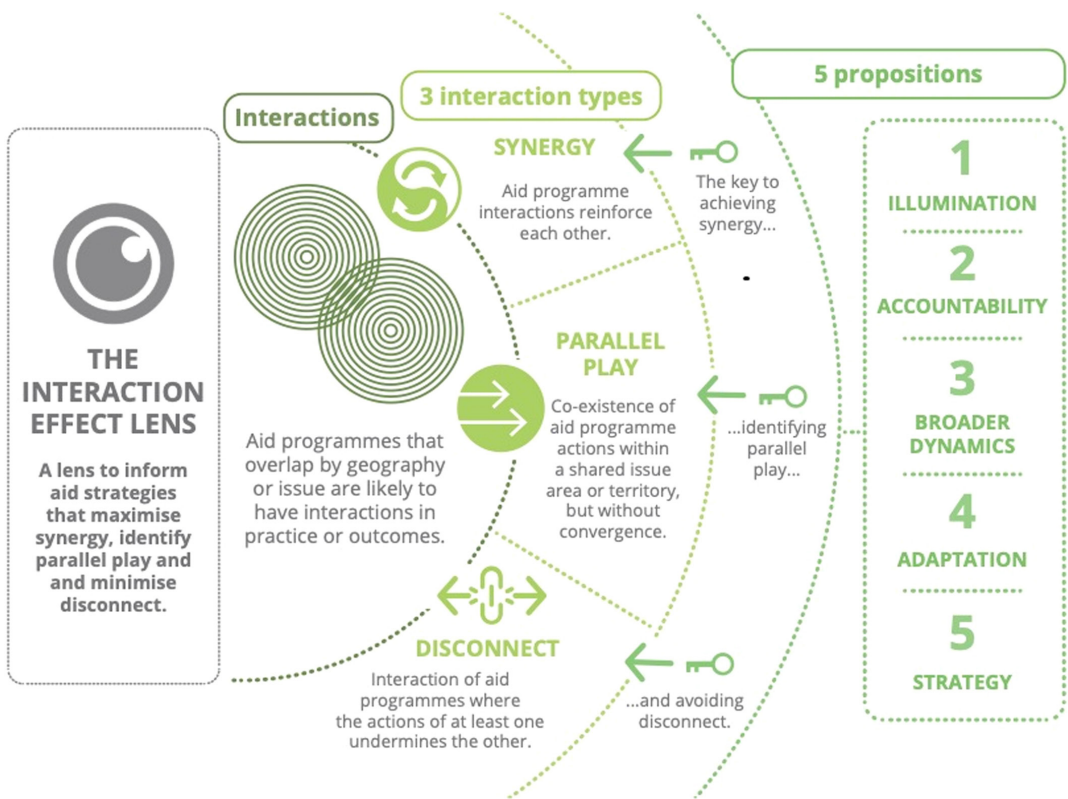 THE
INTERACTION
EFFECT LENS
A lens to inform
aid strategies
that maximise
synergy, identify
parallel play and
and minimise
disconnect.
Interactions
Aid programmes that
overlap by geography
or issue are likely to
have interactions in
practice or outcomes.
3 interaction types
SYNERGY
Aid programme
interactions reinforce
each other.
PARALLEL
PLAY
Co-existence of
aid programme
actions within
a shared issue
area or territory,
but without
convergence.
DISCONNECT
Interaction of aid
programmes where
the actions of at least one
undermines the other.
The key to
achieving
synergy...
...identifying
parallel
play...
...and avoiding
disconnect.
5 propositions
1
ILLUMINATION
2
ACCOUNTABILITY
3
BROADER
DYNAMICS
4
ADAPTATION
5
STRATEGY